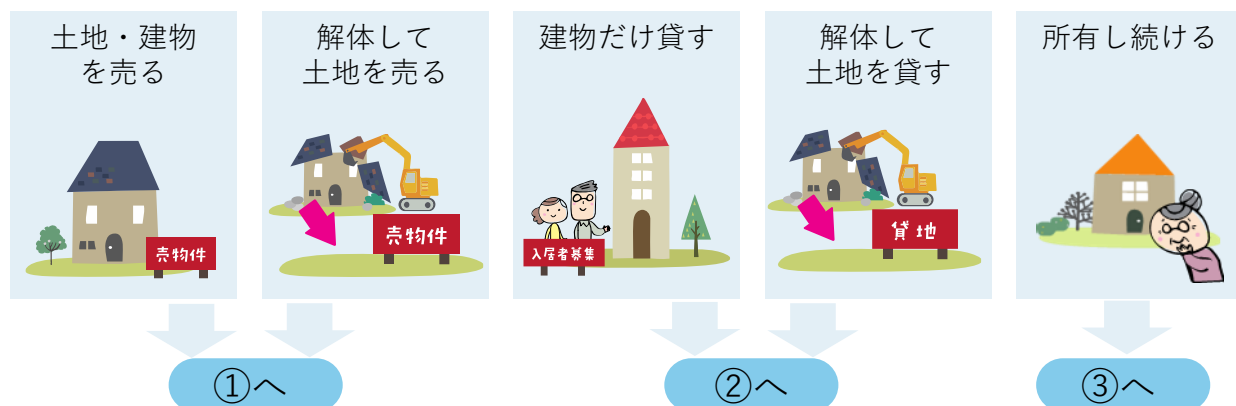 土地・建物
を売る
売物件
解体して
土地を売る
売物件
建物だけ貸す
入居者募集
解体して
土地を貸す
貸地
所有し続ける
①へ
②へ
③へ